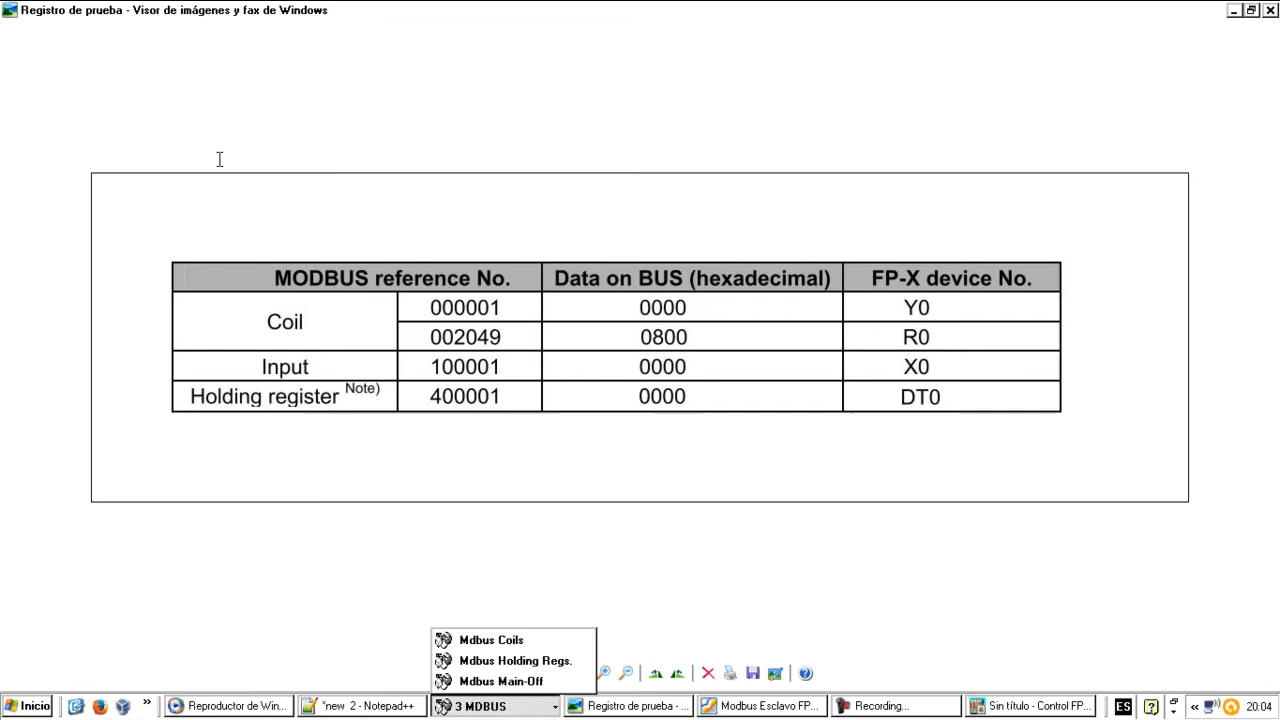 Registro de prueba - Visor de imágenes y fax de Windows
MODBUS reference No. Data on BUS (hexadecimal) FP-X device No.
Coil 000001 0000 Y0
002049 0800 R0
Input 100001 0000 X0
Holding register Note) 400001 0000 DT0
Mdbus Coils
Mdbus Holding Regs.
Mdbus Main-Off
Inicio » Reproductor de Win... *new 2 - Notepad++ 3 MDBUS Registro de prueba - ... Modbus Esclavo FP... Recording... Sin título - Control FP... ES « 20:04